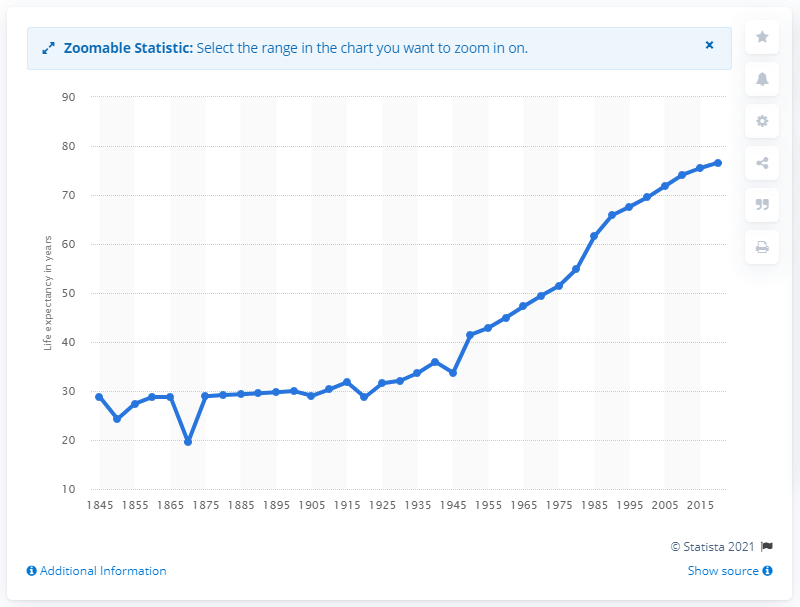 Zoomable Statistic: Select the range in the chart you want to zoom in on.
×
90
80
70
60
50
40
30
20
10
Life expectancy in years
1845 1855 1865 1875 1885 1895 1905 1915 1925 1935 1945 1955 1965 1975 1985 1995 2005 2015
© Statista 2021
Additional Information
Show source